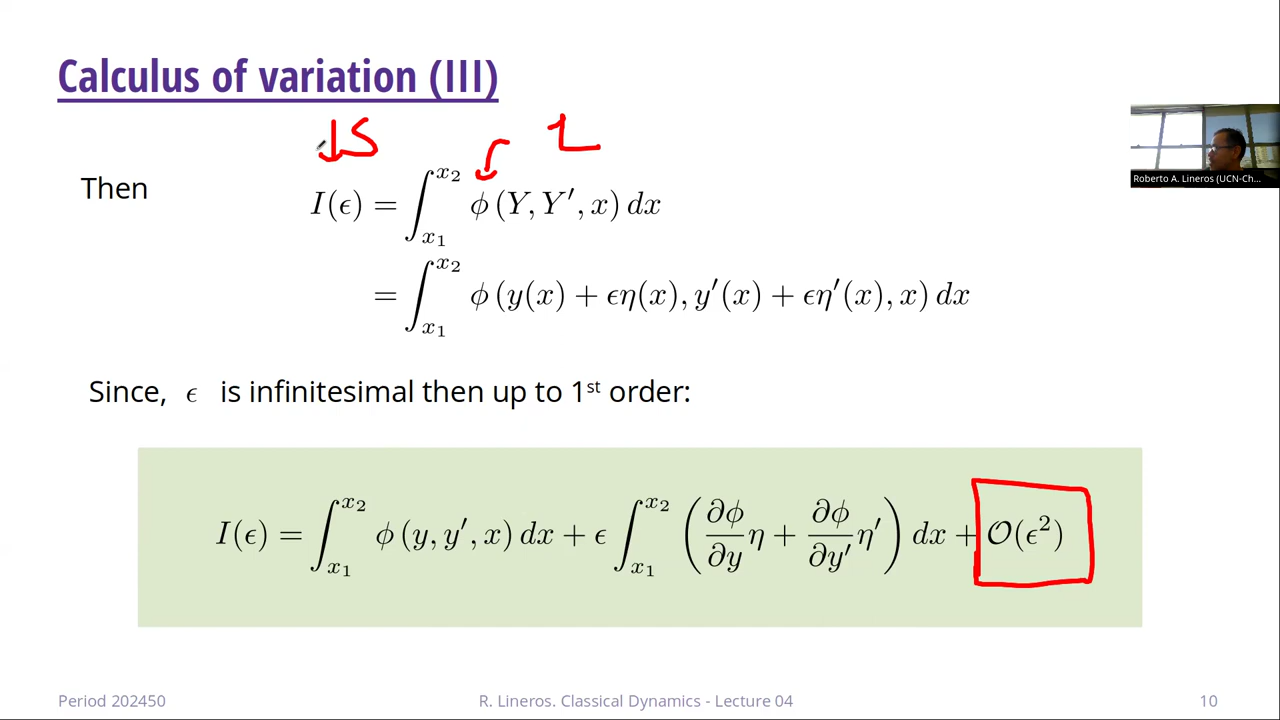 Calculus of variation (III)
S L
Roberto A. Lineros (UCN-Ch...
Then I(ϵ) = ∫_{x₁}^{x₂} ϕ (Y, Y′, x) dx
= ∫_{x₁}^{x₂} ϕ (y(x) + ϵη(x), y′(x) + ϵη′(x), x) dx
Since, ϵ is infinitesimal then up to 1ˢᵗ order:
I(ϵ) = ∫_{x₁}^{x₂} ϕ (y, y′, x) dx + ϵ ∫_{x₁}^{x₂} (∂ϕ/∂y η + ∂ϕ/∂y′ η′) dx + 𝒪(ϵ²)
Period 202450 R. Lineros. Classical Dynamics - Lecture 04 10